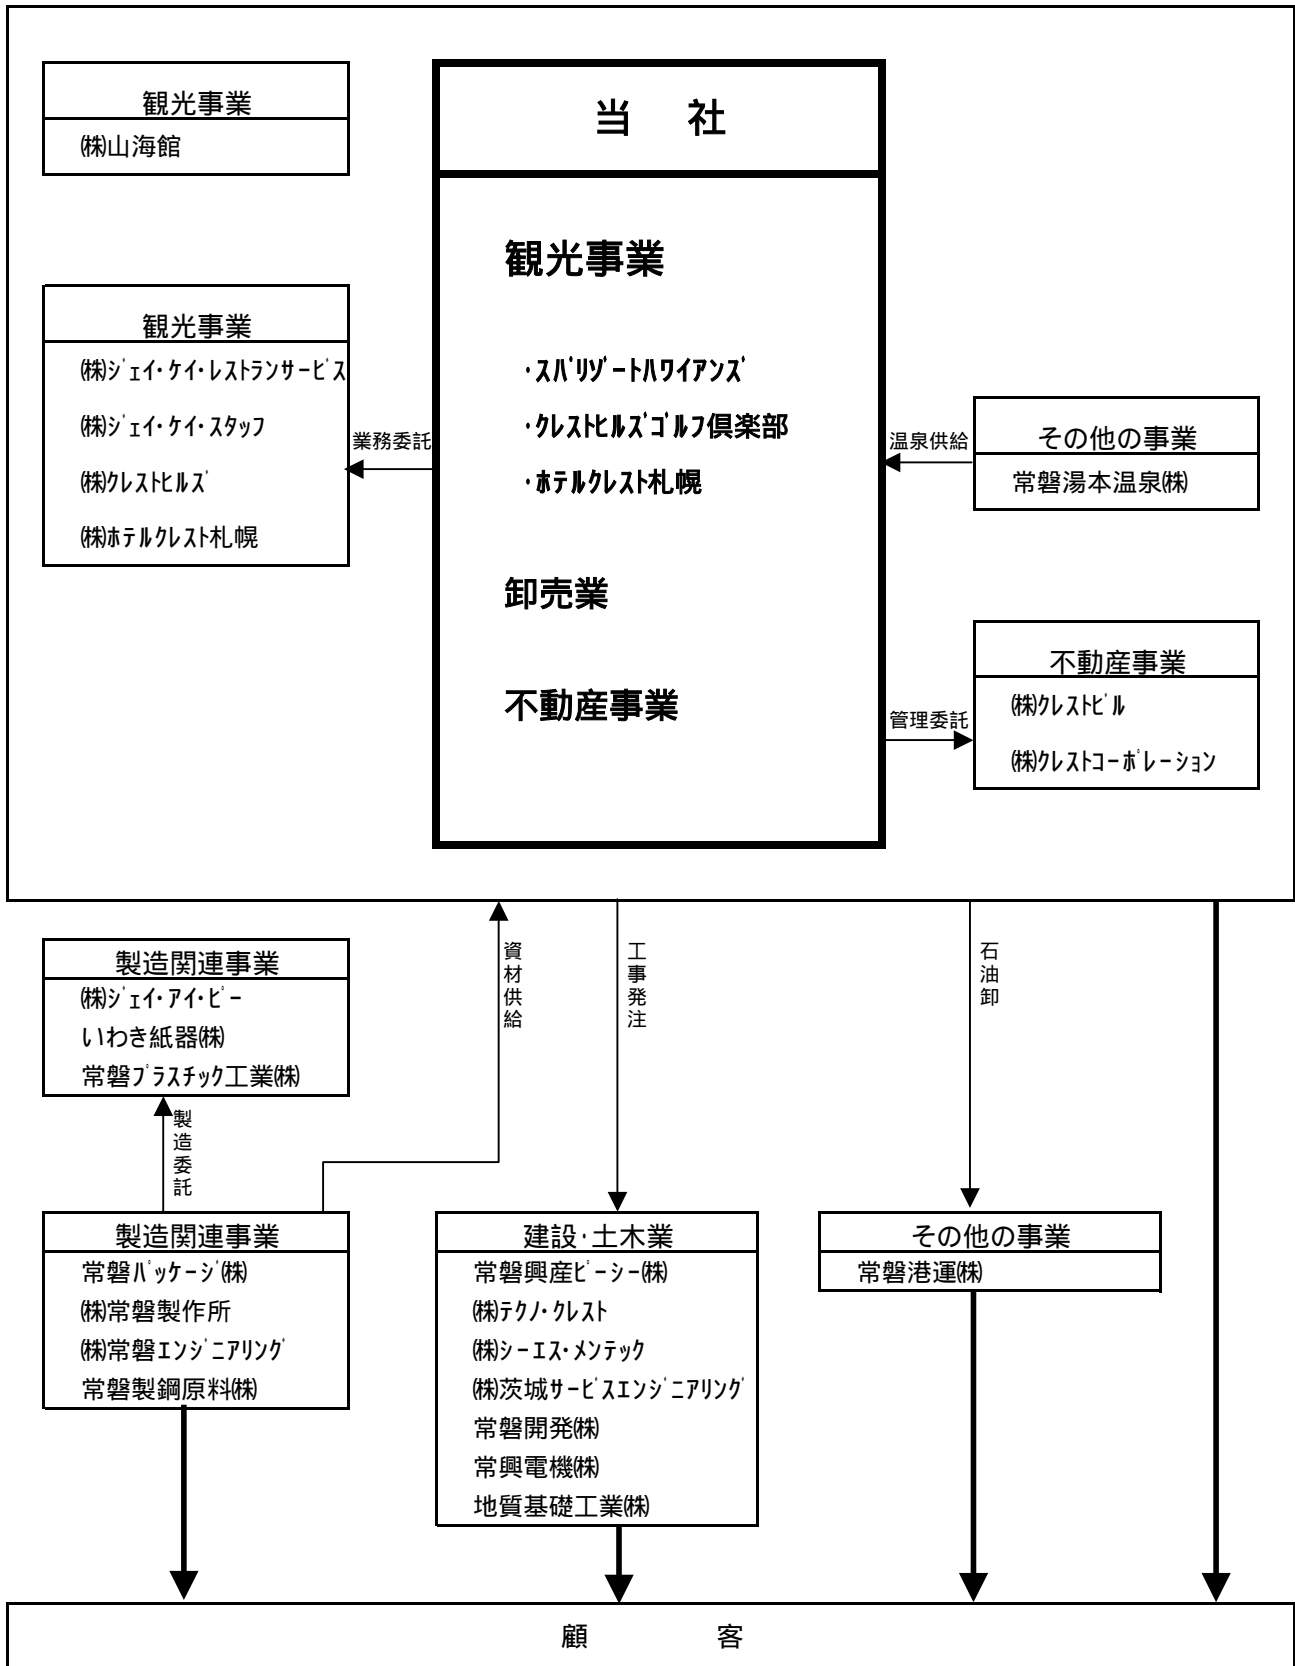 観光事業
㈱山海館
当 社
観光事業
・ｽﾊﾟﾘｿﾞｰﾄﾊﾜｲｱﾝｽﾞ
・ｸﾚｽﾄﾋﾙｽﾞｺﾞﾙﾌ倶楽部
・ﾎﾃﾙｸﾚｽﾄ札幌
卸売業
不動産事業
観光事業
㈱ｼﾞｪｲ･ｹｲ･ﾚｽﾄﾗﾝｻｰﾋﾞｽ
㈱ｼﾞｪｲ･ｹｲ･ｽﾀｯﾌ
㈱ｸﾚｽﾄﾋﾙｽﾞ
㈱ﾎﾃﾙｸﾚｽﾄ札幌
業務委託
温泉供給
その他の事業
常磐湯本温泉㈱
管理委託
不動産事業
㈱ｸﾚｽﾄﾋﾞﾙ
㈱ｸﾚｽﾄｺｰﾎﾟﾚｰｼｮﾝ
資材供給
工事発注
石油卸
製造関連事業
㈱ｼﾞｪｲ･ｱｲ･ﾋﾟｰ
いわき紙器㈱
常磐ﾌﾟﾗｽﾁｯｸ工業㈱
製造委託
製造関連事業
常磐ﾊﾟｯｹｰｼﾞ㈱
㈱常磐製作所
㈱常磐ｴﾝｼﾞﾆｱﾘﾝｸﾞ
常磐製鋼原料㈱
建設･土木業
常磐興産ﾋﾟｰｼｰ㈱
㈱ﾃｸﾉ･ｸﾚｽﾄ
㈱ｼｰｴｽ･ﾒﾝﾃｯｸ
㈱茨城ｻｰﾋﾞｽｴﾝｼﾞﾆｱﾘﾝｸﾞ
常磐開発㈱
常興電機㈱
地質基礎工業㈱
その他の事業
常磐港運㈱
顧 客